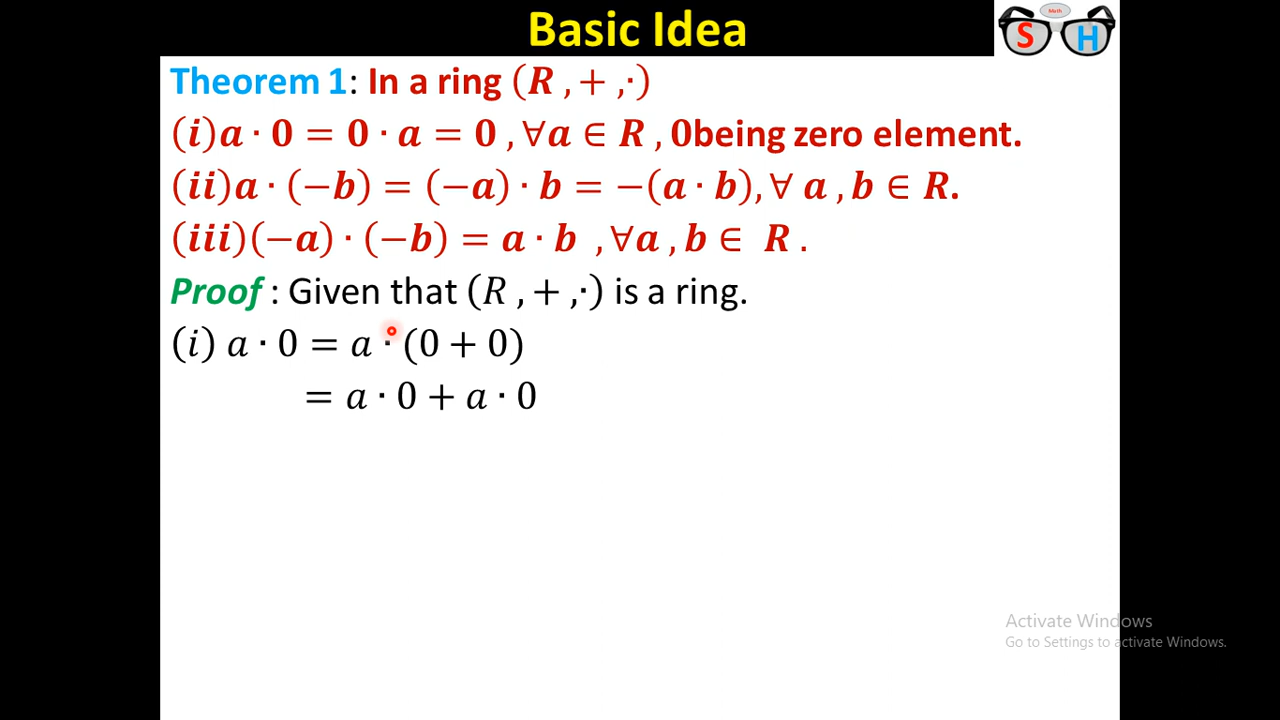 Basic Idea
S Math H
Theorem 1: In a ring (R , + ,·)
(i)a · 0 = 0 · a = 0 , ∀a ∈ R , 0being zero element.
(ii)a · (−b) = (−a) · b = −(a · b), ∀ a , b ∈ R.
(iii)(−a) · (−b) = a · b , ∀a , b ∈ R .
Proof : Given that (R , + ,·) is a ring.
(i) a · 0 = a · (0 + 0)
= a · 0 + a · 0
Activate Windows
Go to Settings to activate Windows.